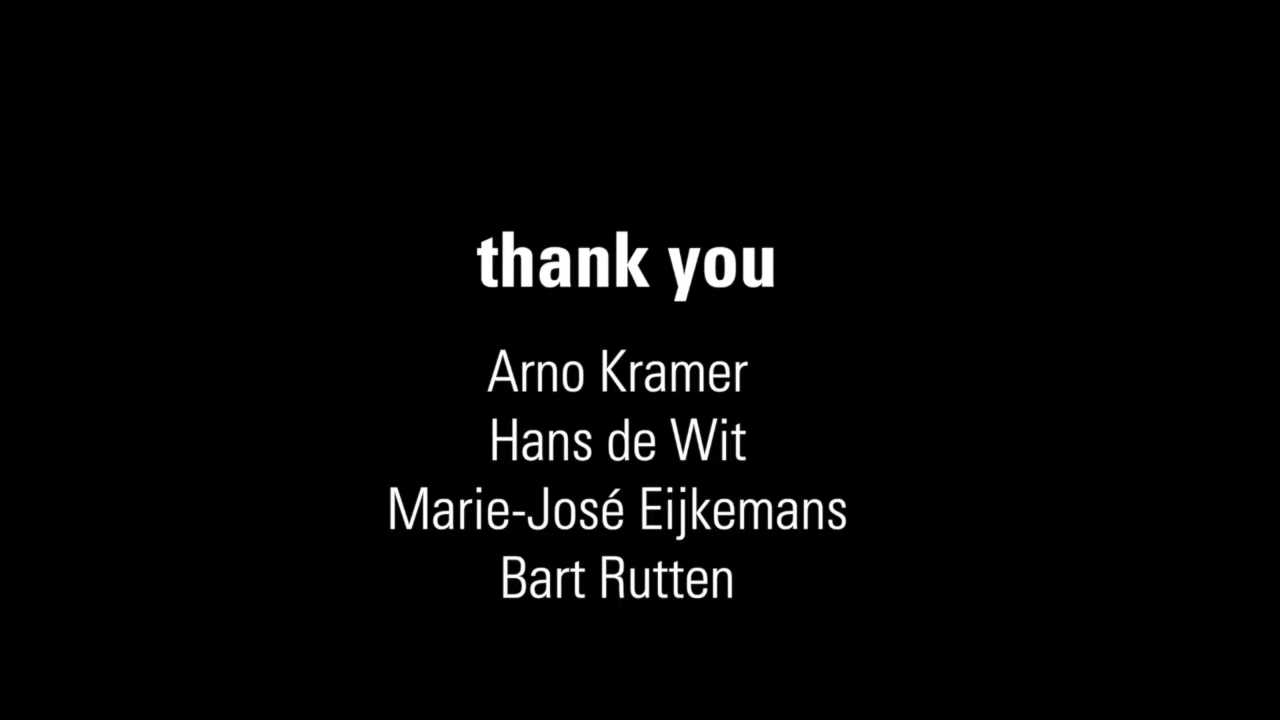 thank you
Arno Kramer
Hans de Wit
Marie-José Eijkemans
Bart Rutten